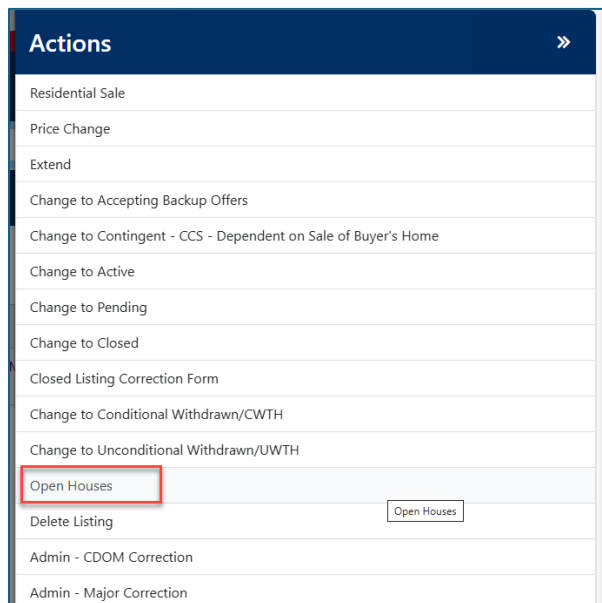 Actions
Residential Sale
Price Change
Extend
Change to Accepting Backup Offers
Change to Contingent - CCS - Dependent on Sale of Buyer's Home
Change to Active
Change to Pending
Change to Closed
Closed Listing Correction Form
Change to Conditional Withdrawn/CWTH
Change to Unconditional Withdrawn/UWTH
Open Houses
Open Houses
Delete Listing
Admin - CDOM Correction
Admin - Major Correction